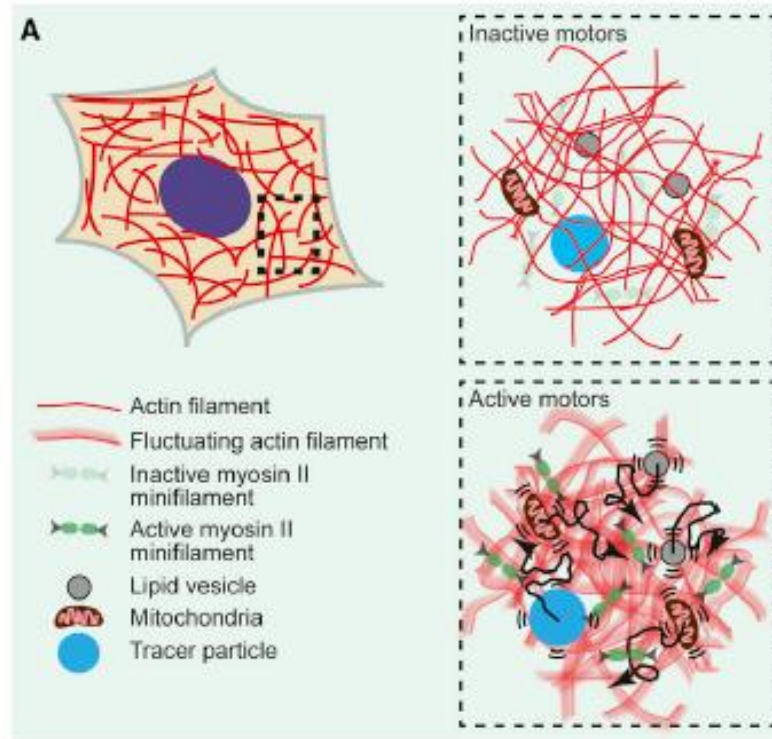 A
Inactive motors
Actin filament
Fluctuating actin filament
Inactive myosin II
minifilament
Active myosin II
minifilament
Lipid vesicle
Mitochondria
Tracer particle
Active motors